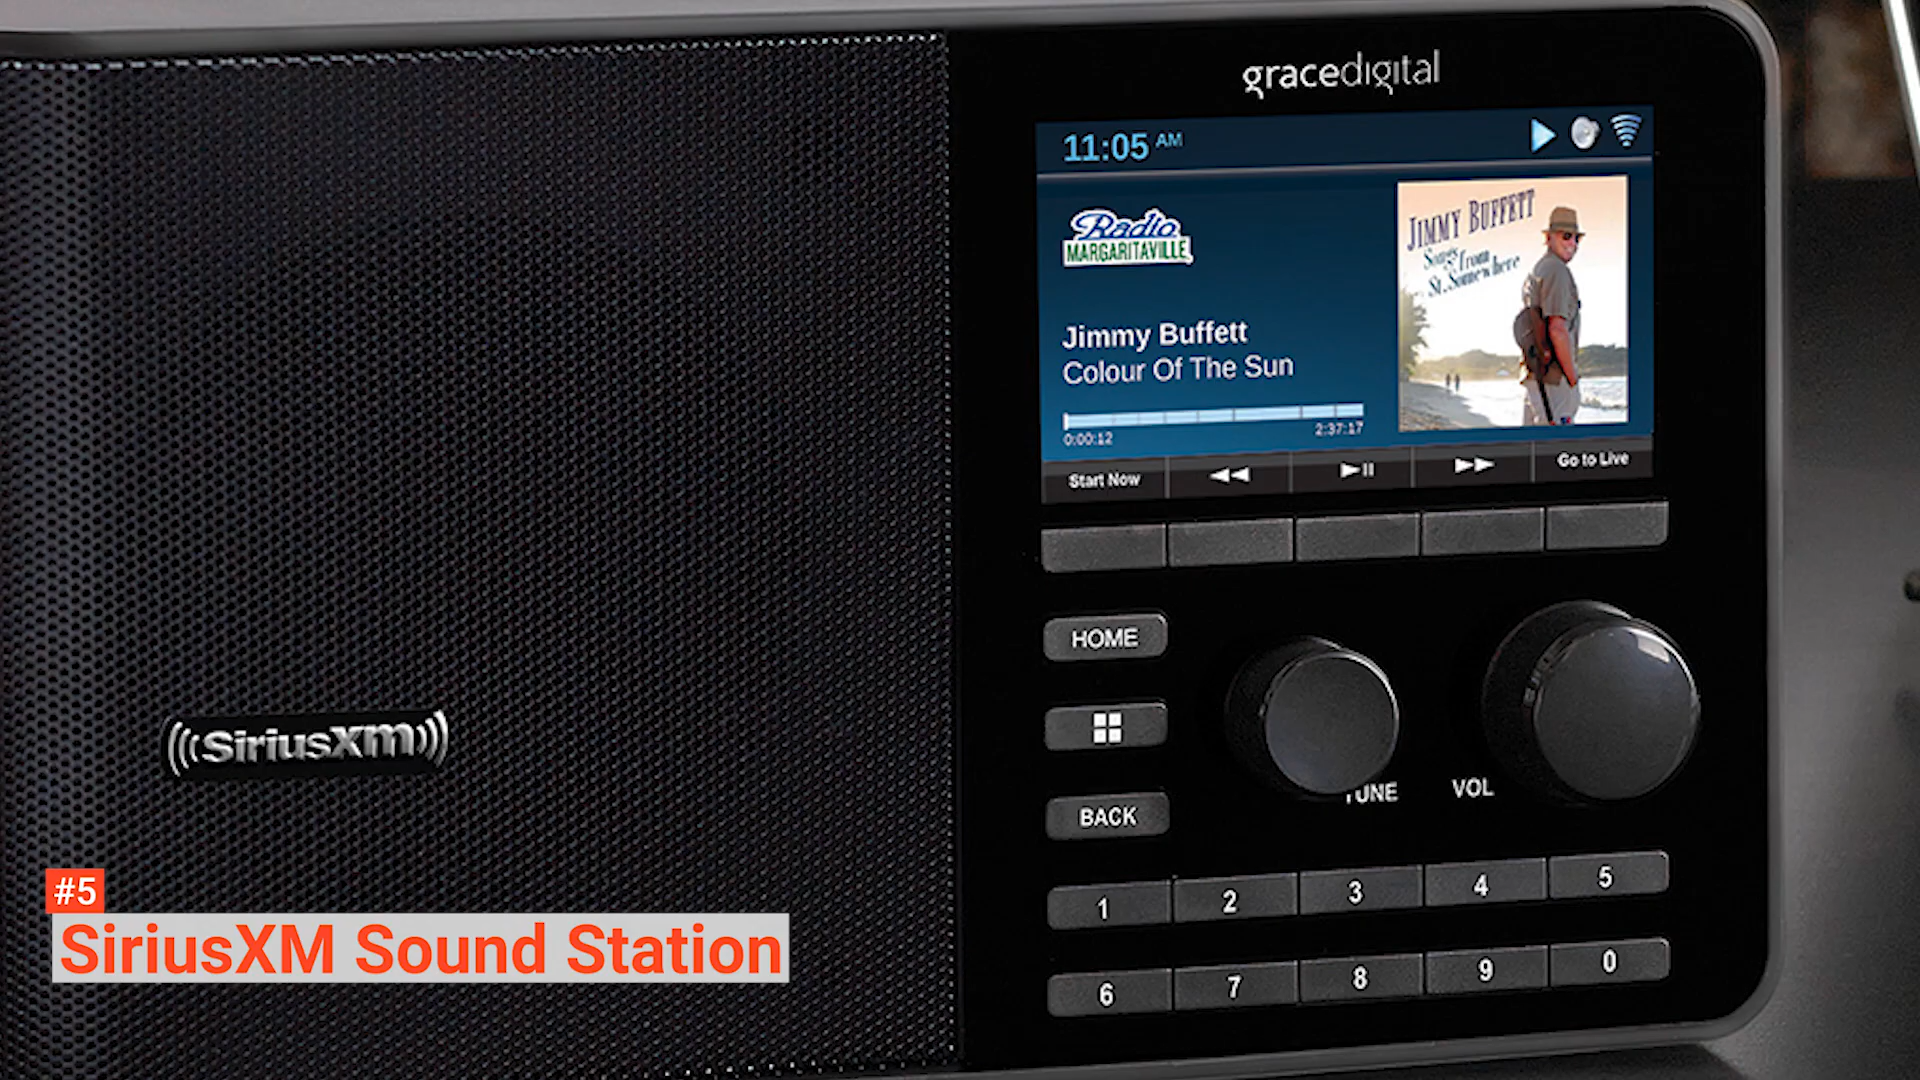 gracedigital
11:05 AM
Radio
MARGARITAVILLE
JIMMY BUFFETT
Songs from
St. Somewhere
Jimmy Buffett
Colour Of The Sun
0:00:12
2:37:17
Start Now
Go to Live
HOME
BACK
TUNE
VOL
SiriusXM
1 2 3 4 5
6 7 8 9 0
#5
SiriusXM Sound Station